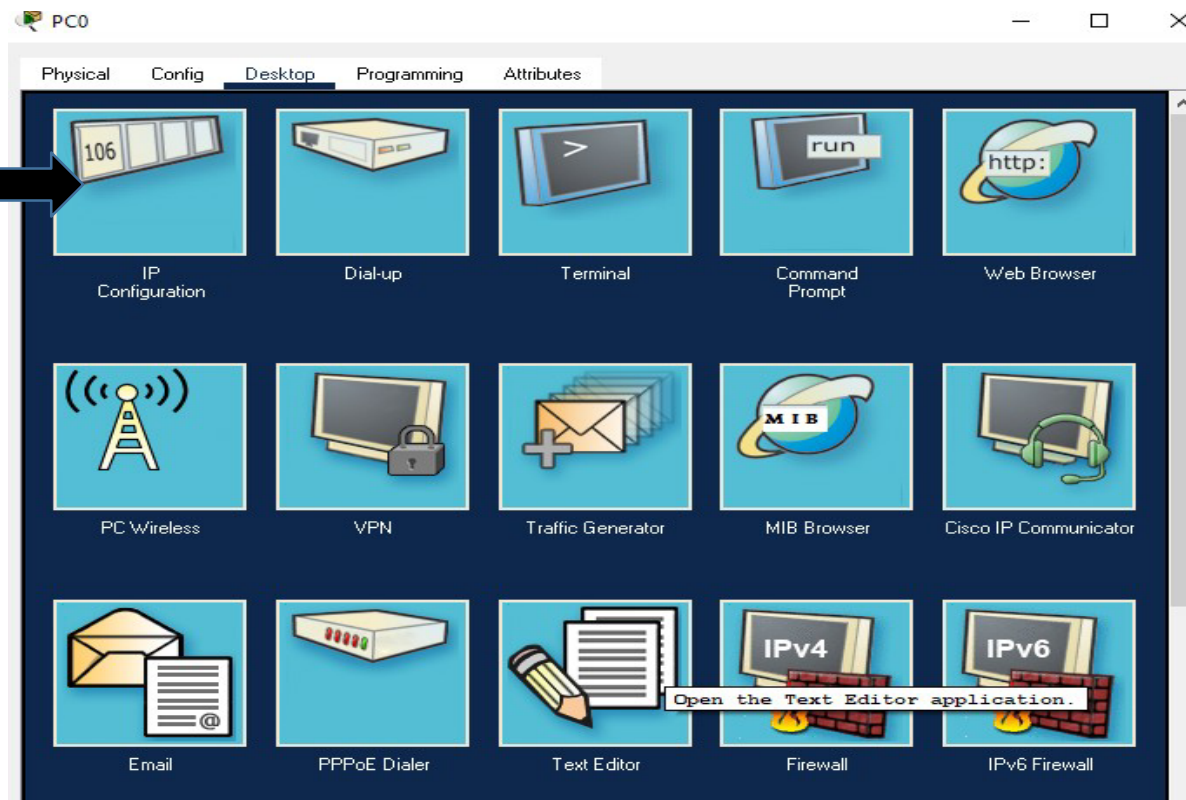 PC0
Physical Config Desktop Programming Attributes
106
>
run
http:
IP
Configuration
Dial-up
Terminal
Command
Prompt
Web Browser
MIB
PC Wireless
VPN
Traffic Generator
MIB Browser
Cisco IP Communicator
@
IPv4
IPv6
Open the Text Editor application.
Email
PPPoE Dialer
Text Editor
Firewall
IPv6 Firewall